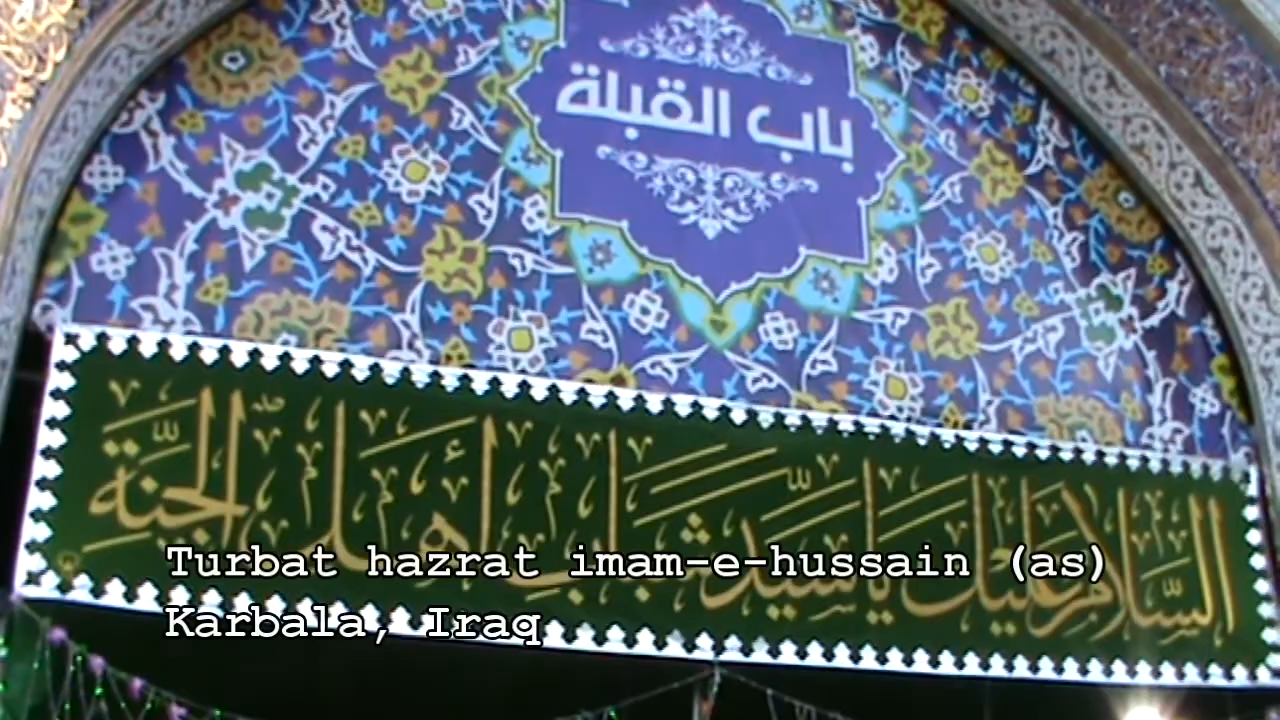 باب القبلة
السلام عليك يا سيد شباب أهل الجنة
Turbat hazrat imam-e-hussain (as)
Karbala, Iraq